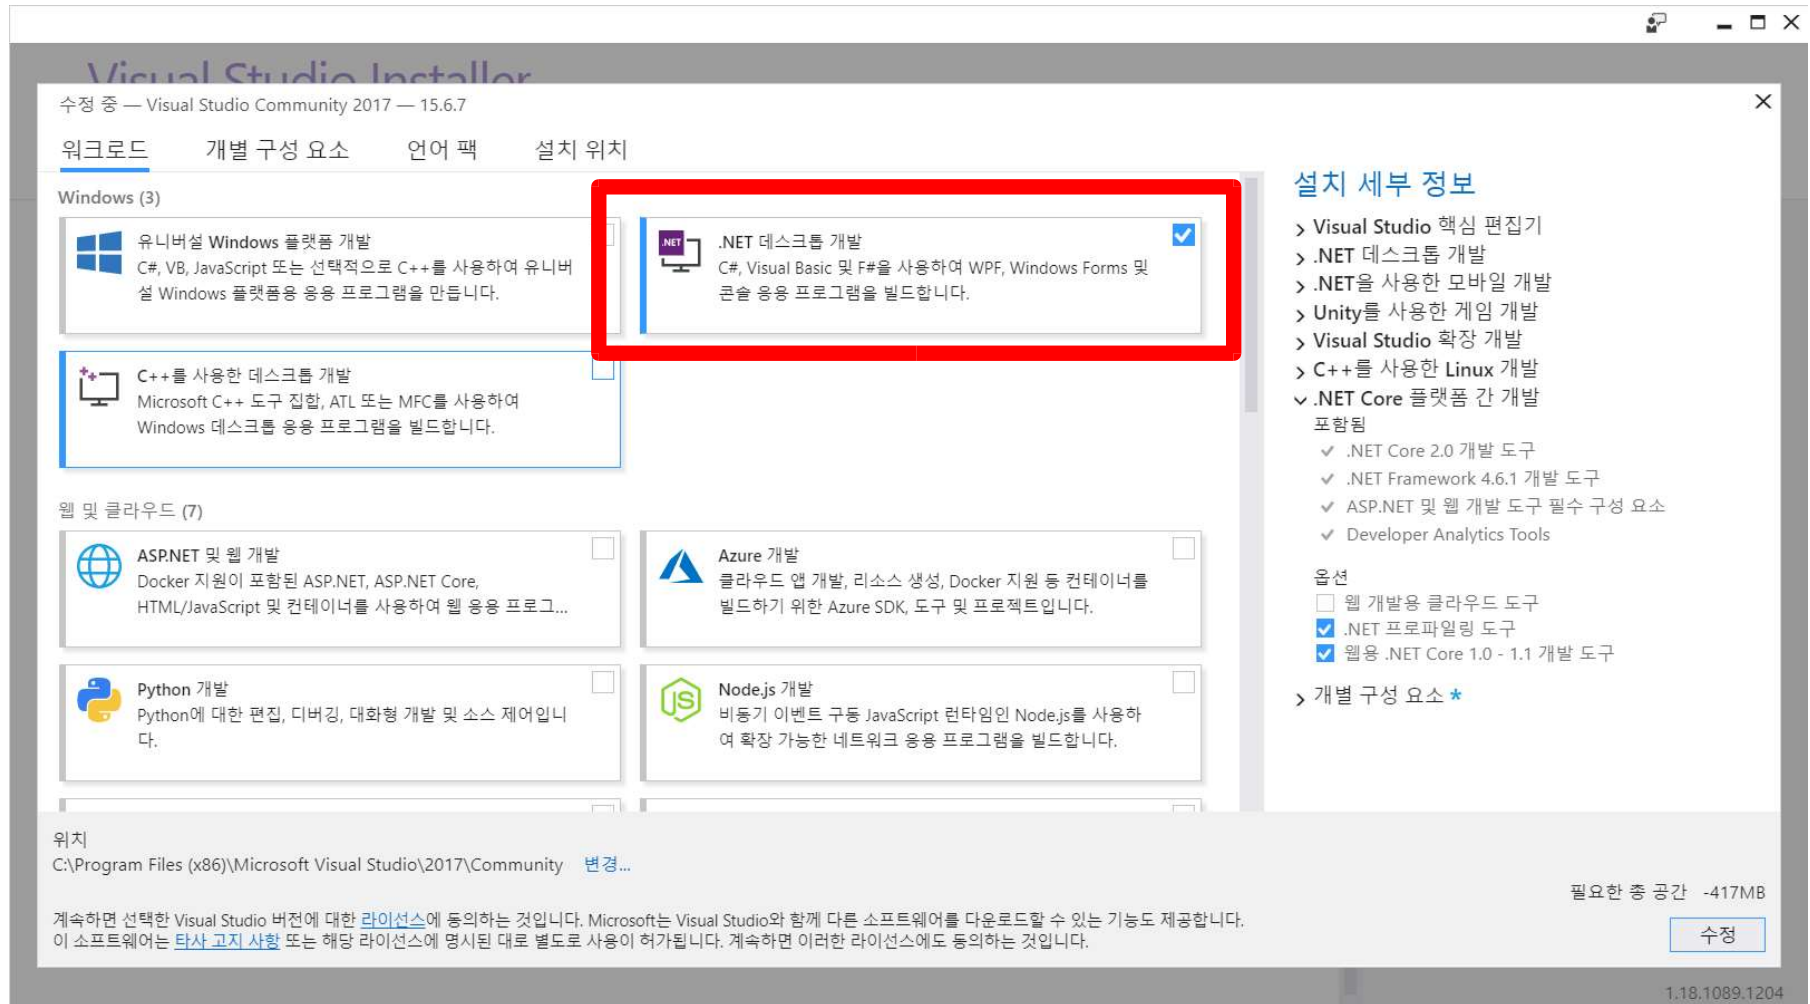 Visual Studio Installer
수정 중 — Visual Studio Community 2017 — 15.6.7
워크로드 개별 구성 요소 언어 팩 설치 위치
Windows (3)
유니버설 Windows 플랫폼 개발
C#, VB, JavaScript 또는 선택적으로 C++를 사용하여 유니버
설 Windows 플랫폼용 응용 프로그램을 만듭니다.
.NET
.NET 데스크톱 개발
C#, Visual Basic 및 F#을 사용하여 WPF, Windows Forms 및
콘솔 응용 프로그램을 빌드합니다.
C++를 사용한 데스크톱 개발
Microsoft C++ 도구 집합, ATL 또는 MFC를 사용하여
Windows 데스크톱 응용 프로그램을 빌드합니다.
웹 및 클라우드 (7)
ASP.NET 및 웹 개발
Docker 지원이 포함된 ASP.NET, ASP.NET Core,
HTML/JavaScript 및 컨테이너를 사용하여 웹 응용 프로그...
Azure 개발
클라우드 앱 개발, 리소스 생성, Docker 지원 등 컨테이너를
빌드하기 위한 Azure SDK, 도구 및 프로젝트입니다.
Python 개발
Python에 대한 편집, 디버깅, 대화형 개발 및 소스 제어입니
다.
JS
Node.js 개발
비동기 이벤트 구동 JavaScript 런타임인 Node.js를 사용하
여 확장 가능한 네트워크 응용 프로그램을 빌드합니다.
설치 세부 정보
Visual Studio 핵심 편집기
.NET 데스크톱 개발
.NET을 사용한 모바일 개발
Unity를 사용한 게임 개발
Visual Studio 확장 개발
C++를 사용한 Linux 개발
.NET Core 플랫폼 간 개발
포함됨
.NET Core 2.0 개발 도구
.NET Framework 4.6.1 개발 도구
ASP.NET 및 웹 개발 도구 필수 구성 요소
Developer Analytics Tools
옵션
웹 개발용 클라우드 도구
.NET 프로파일링 도구
웹용 .NET Core 1.0 - 1.1 개발 도구
개별 구성 요소 *
위치
C:\Program Files (x86)\Microsoft Visual Studio\2017\Community 변경...
필요한 총 공간 -417MB
계속하면 선택한 Visual Studio 버전에 대한 라이선스에 동의하는 것입니다. Microsoft는 Visual Studio와 함께 다른 소프트웨어를 다운로드할 수 있는 기능도 제공합니다.
이 소프트웨어는 타사 고지 사항 또는 해당 라이선스에 명시된 대로 별도로 사용이 허가됩니다. 계속하면 이러한 라이선스에도 동의하는 것입니다.
수정
1.18.1089.1204